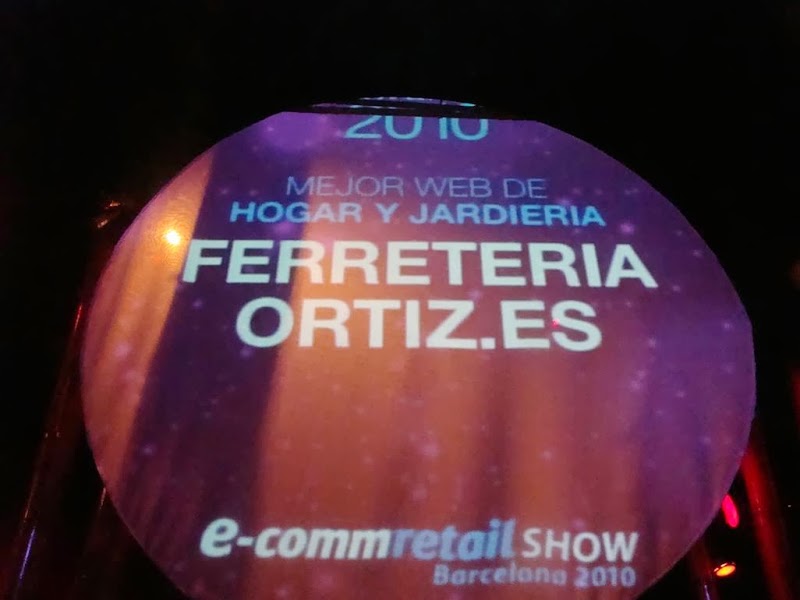 2010
MEJOR WEB DE
HOGAR Y JARDIERIA
FERRETERIA
ORTIZ.ES
e-commretail SHOW
Barcelona 2010